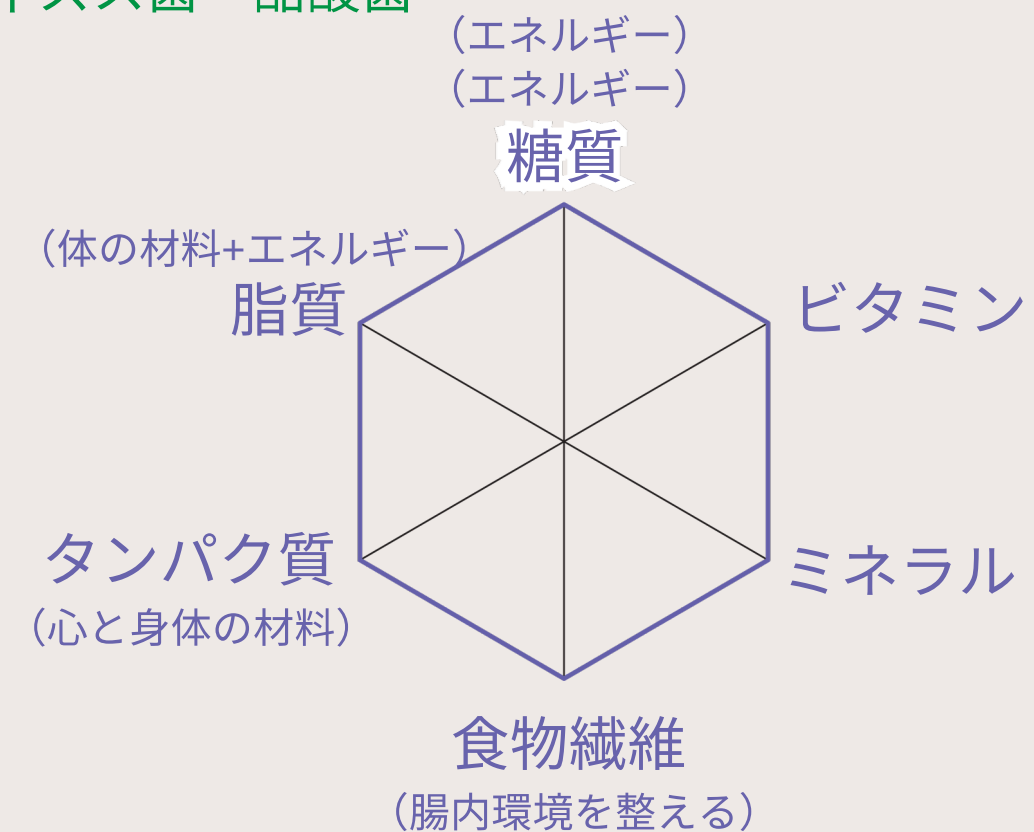 （エネルギー）
（エネルギー）
糖質
（体の材料+エネルギー）
脂質
ビタミン
タンパク質
（心と身体の材料）
ミネラル
食物繊維
（腸内環境を整える）